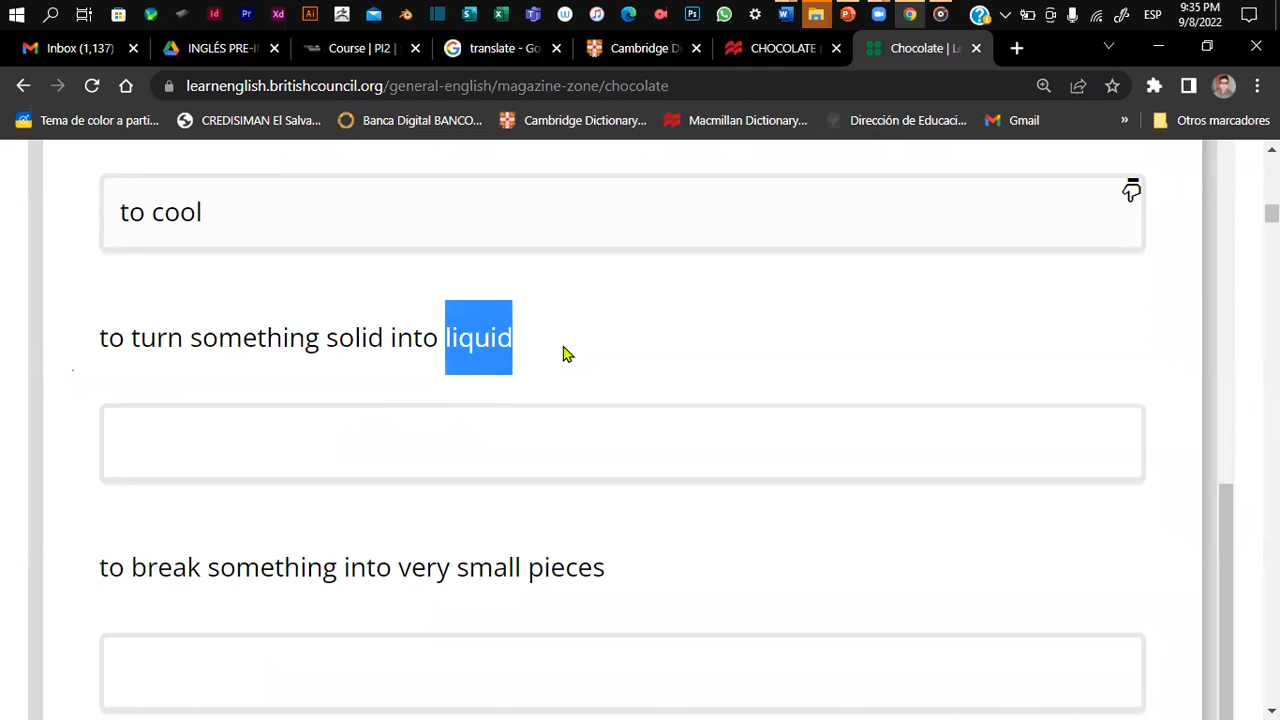 9:35 PM
ESP
9/8/2022
Inbox (1,137)
INGLÉS PRE-I
Course | PI2 |
translate - Go
Cambridge D
CHOCOLATE
Chocolate | Le
learnenglish.britishcouncil.org/general-english/magazine-zone/chocolate
Tema de color a parti...
CREDISIMAN El Salva...
Banca Digital BANCO...
Cambridge Dictionary...
Macmillan Dictionary...
Dirección de Educaci...
Gmail
»
Otros marcadores
to cool
to turn something solid into liquid
to break something into very small pieces